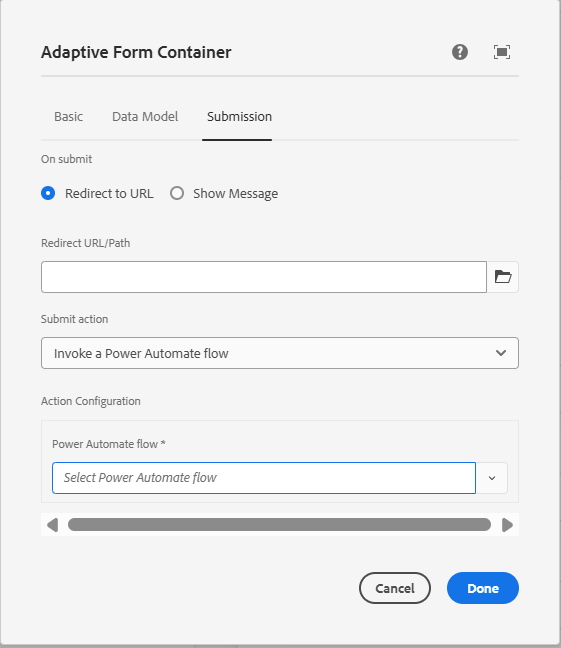 Adaptive Form Container
Basic Data Model Submission
On submit
Redirect to URL Show Message
Redirect URL/Path
Submit action
Invoke a Power Automate flow
Action Configuration
Power Automate flow *
Select Power Automate flow
Cancel Done